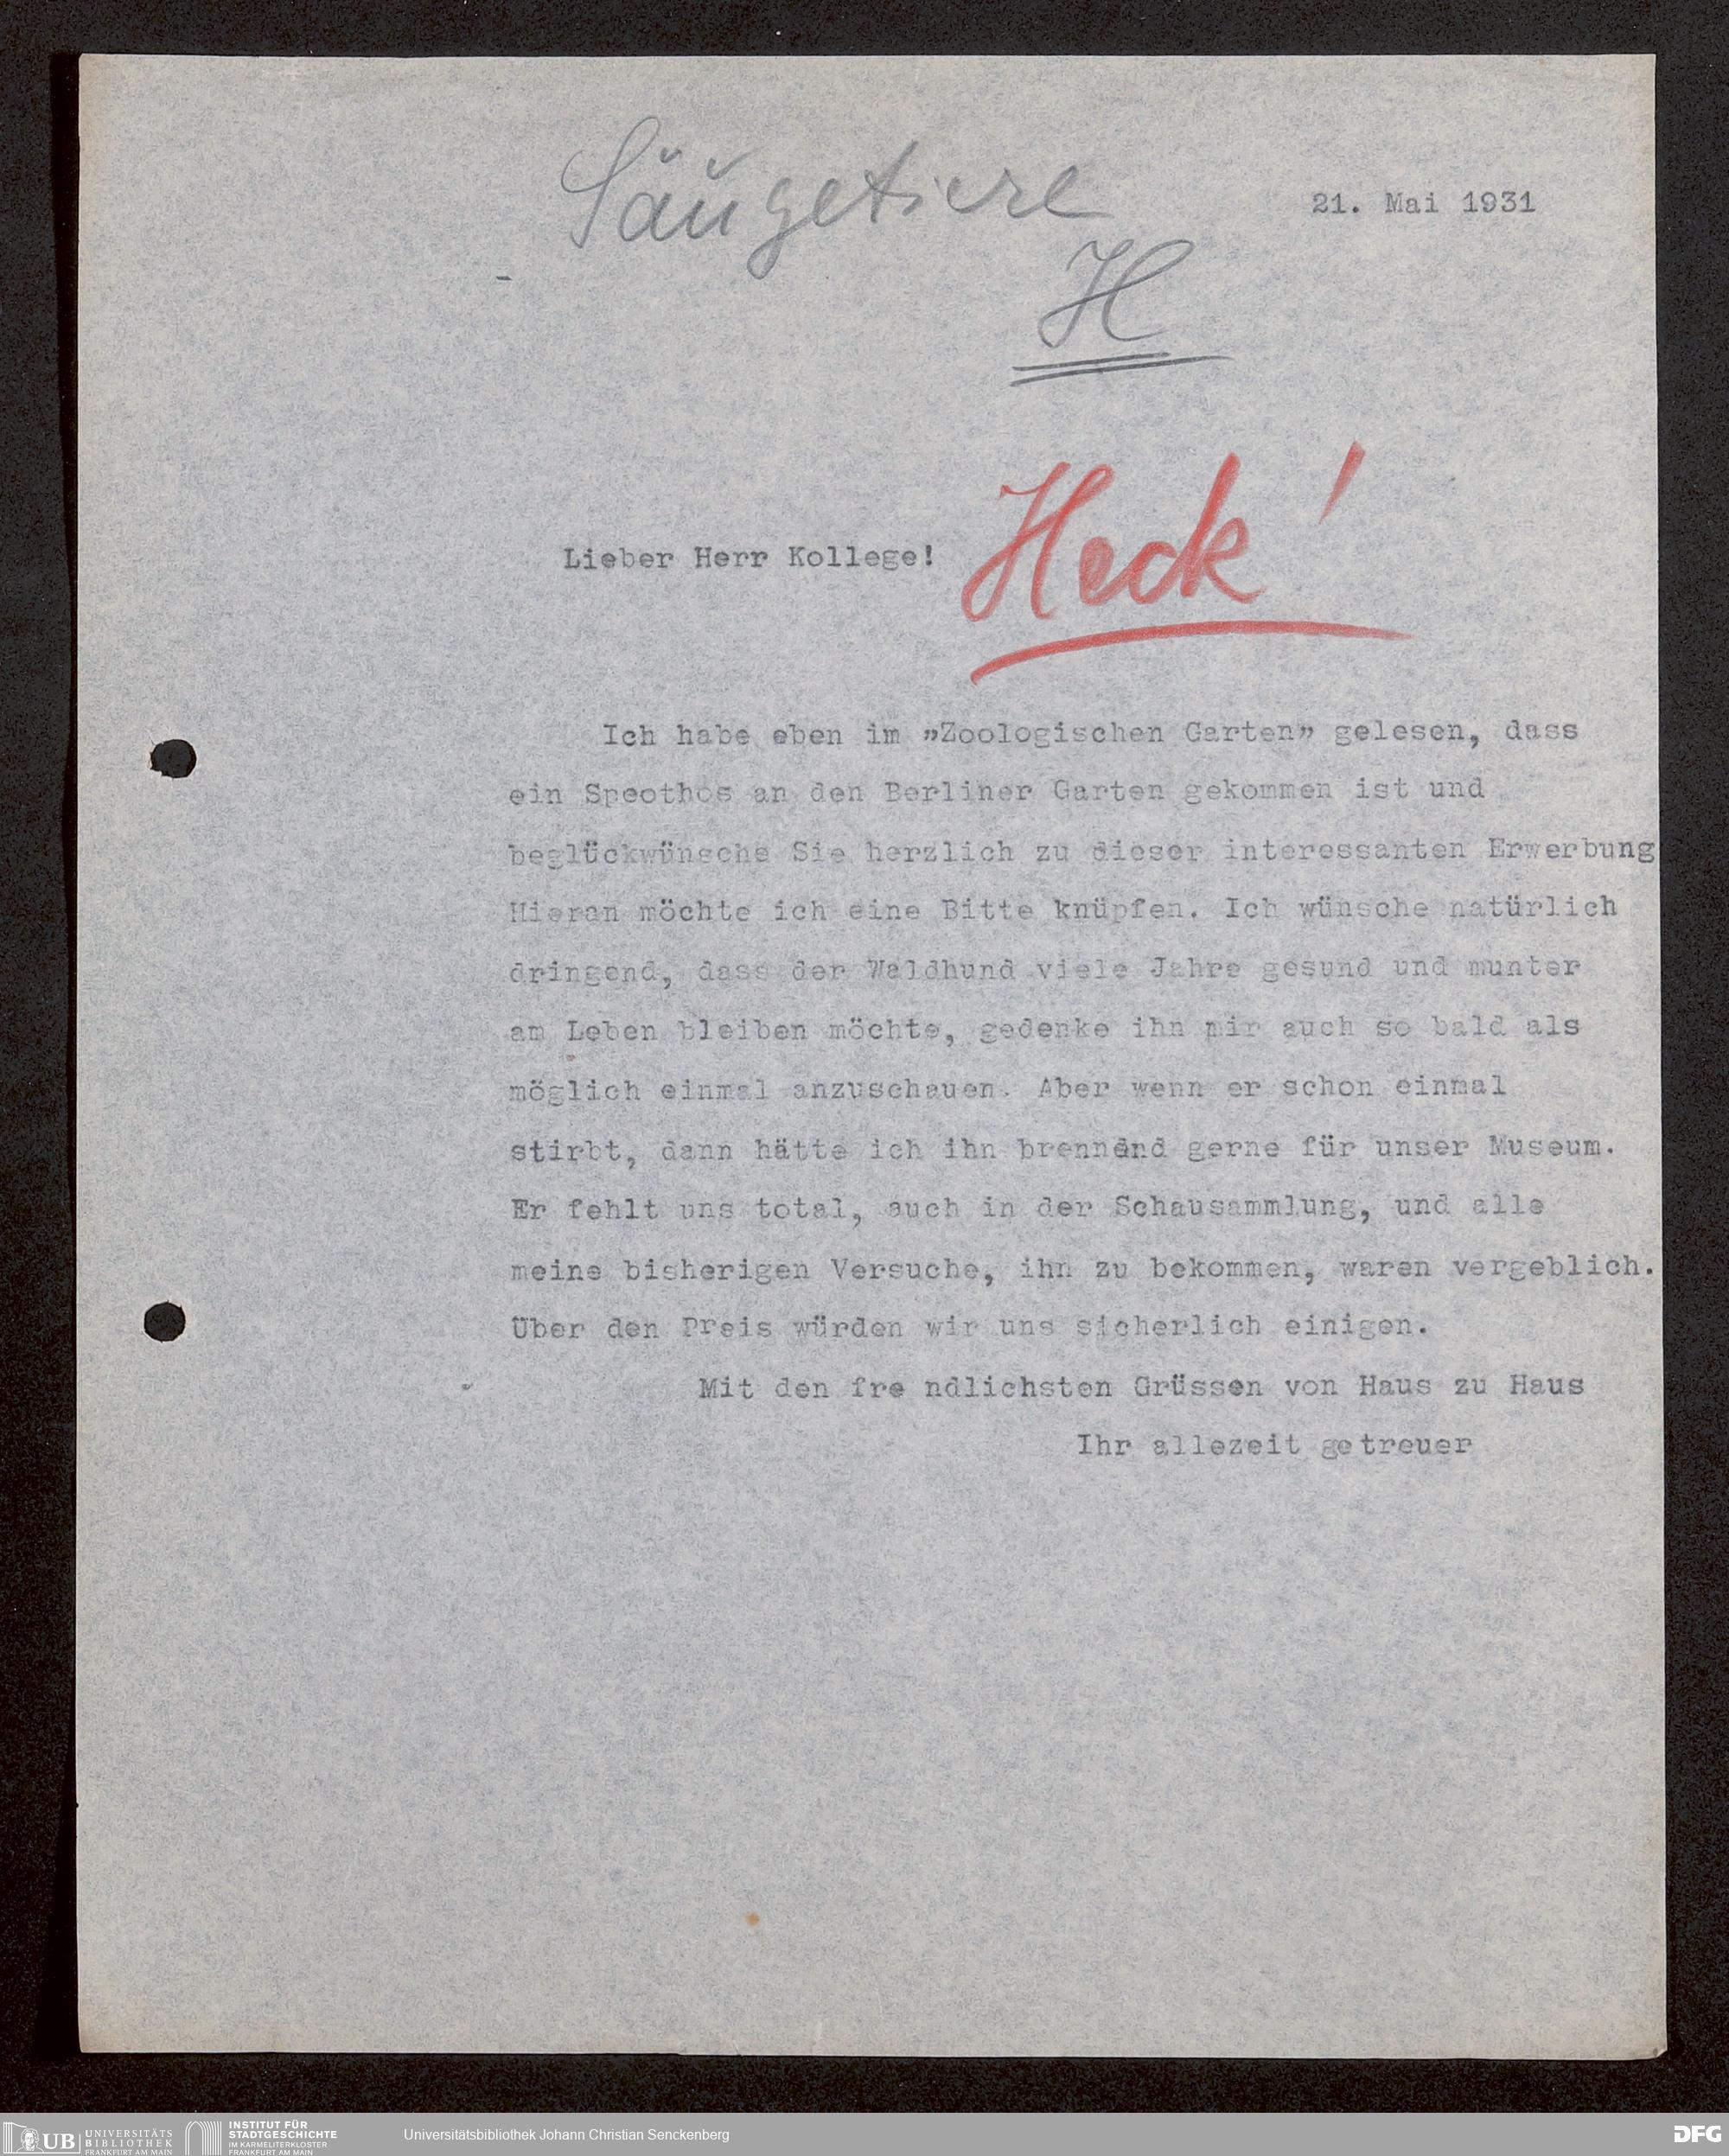 Säugetiere
21. Mai 1931
H
Heck!
Lieber Herr Kollege!
Ich habe eben im „Zoologischen Garten" gelesen, dass
ein Speothos an den Berliner Garten gekommen ist und
beglückwünsche Sie herzlich zu dieser interessanten Erwerbung
Hieran möchte ich eine Bitte knüpfen. Ich wünsche natürlich
dringend, dass der Waldhund viele Jahre gesund und munter
am Leben bleiben möchte, gedenke ihn mir auch so bald als
möglich einmal anzuschauen. Aber wenn er schon einmal
stirbt, dann hätte ich ihn brennend gerne für unser Museum.
Er fehlt uns total, auch in der Schausammlung, und alle
meine bisherigen Versuche, ihn zu bekommen, waren vergeblich.
Über den Preis würden wir uns sicherlich einigen.
Mit den fre ndlichsten Grüssen von Haus zu Haus
Ihr allezeit getreuer
UB UNIVERSITÄTS
BIBLIOTHEK
FRANKFURT AM MAIN
INSTITUT FÜR
STADTGESCHICHTE
IM KARMELITERKLOSTER
FRANKFURT AM MAIN
Universitätsbibliothek Johann Christian Senckenberg
DFG